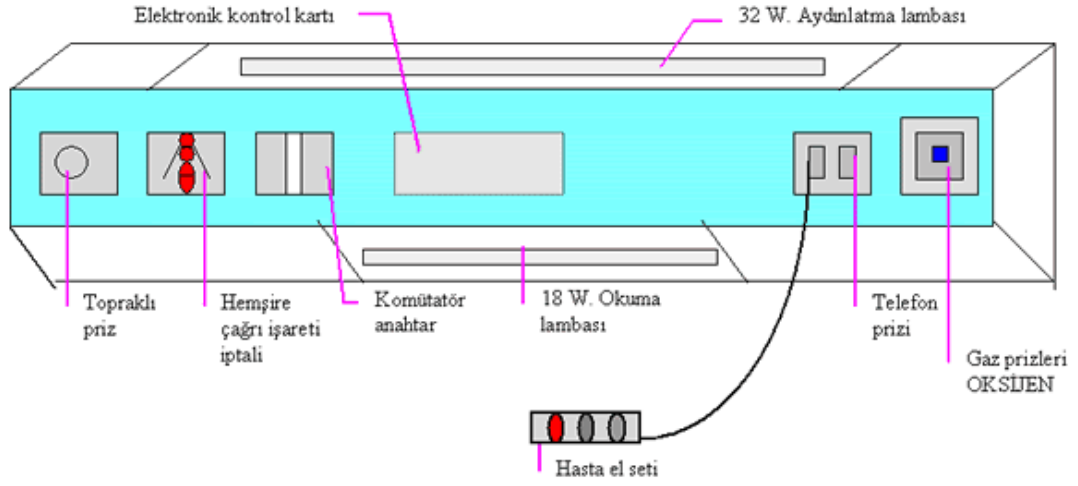 Elektronik kontrol kartı
32 W. Aydınlatma lambası
Topraklı
priz
Hemşire
çağrı işareti
iptali
Komütatör
anahtar
18 W. Okuma
lambası
Telefon
prizi
Gaz prizleri
OKSİJEN
Hasta el seti